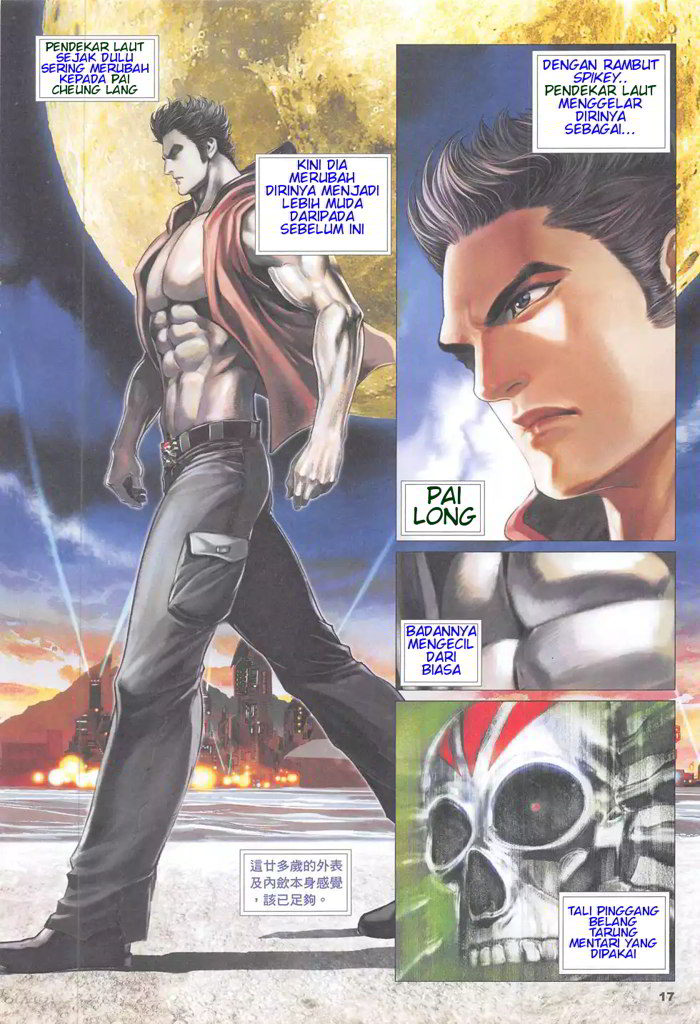 PENDEKAR LAUT
SEJAK DULU
SERING MERUBAH
KEPADA PAI
CHEUNG LANG
KINI DIA
MERUBAH
DIRINYA MENJADI
LEBIH MUDA
DARIPADA
SEBELUM INI
DENGAN RAMBUT
SPIKEY..
PENDEKAR LAUT
MENGGELAR
DIRINYA
SEBAGAI...
PAI
LONG
BADANNYA
MENGECIL
DARI
BIASA
這廿多歲的外表
及內歛本身感覺
，該已足夠。
TALI PINGGANG
BELANG
TARUNG
MENTARI YANG
DIPAKAI
17